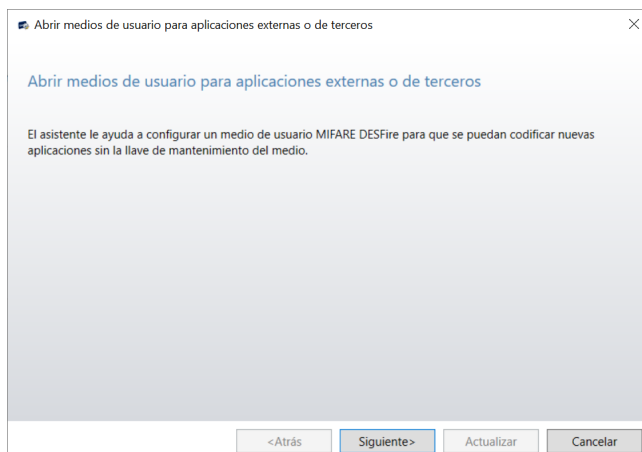 Abrir medios de usuario para aplicaciones externas o de terceros
Abrir medios de usuario para aplicaciones externas o de terceros
El asistente le ayuda a configurar un medio de usuario MIFARE DESFire para que se puedan codificar nuevas
aplicaciones sin la llave de mantenimiento del medio.
<Atrás
Siguiente>
Actualizar
Cancelar